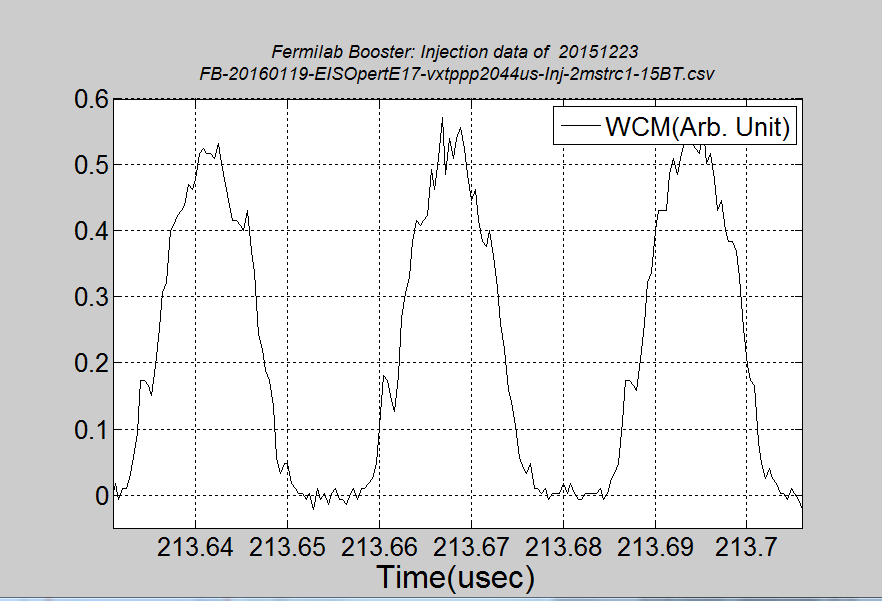 Fermilab Booster: Injection data of 20151223
FB-20160119-EISOpertE17-vxtppp2044us-Inj-2mstrc1-15BT.csv
WCM(Arb. Unit)
0.6
0.5
0.4
0.3
0.2
0.1
0
213.64 213.65 213.66 213.67 213.68 213.69 213.7
Time(usec)